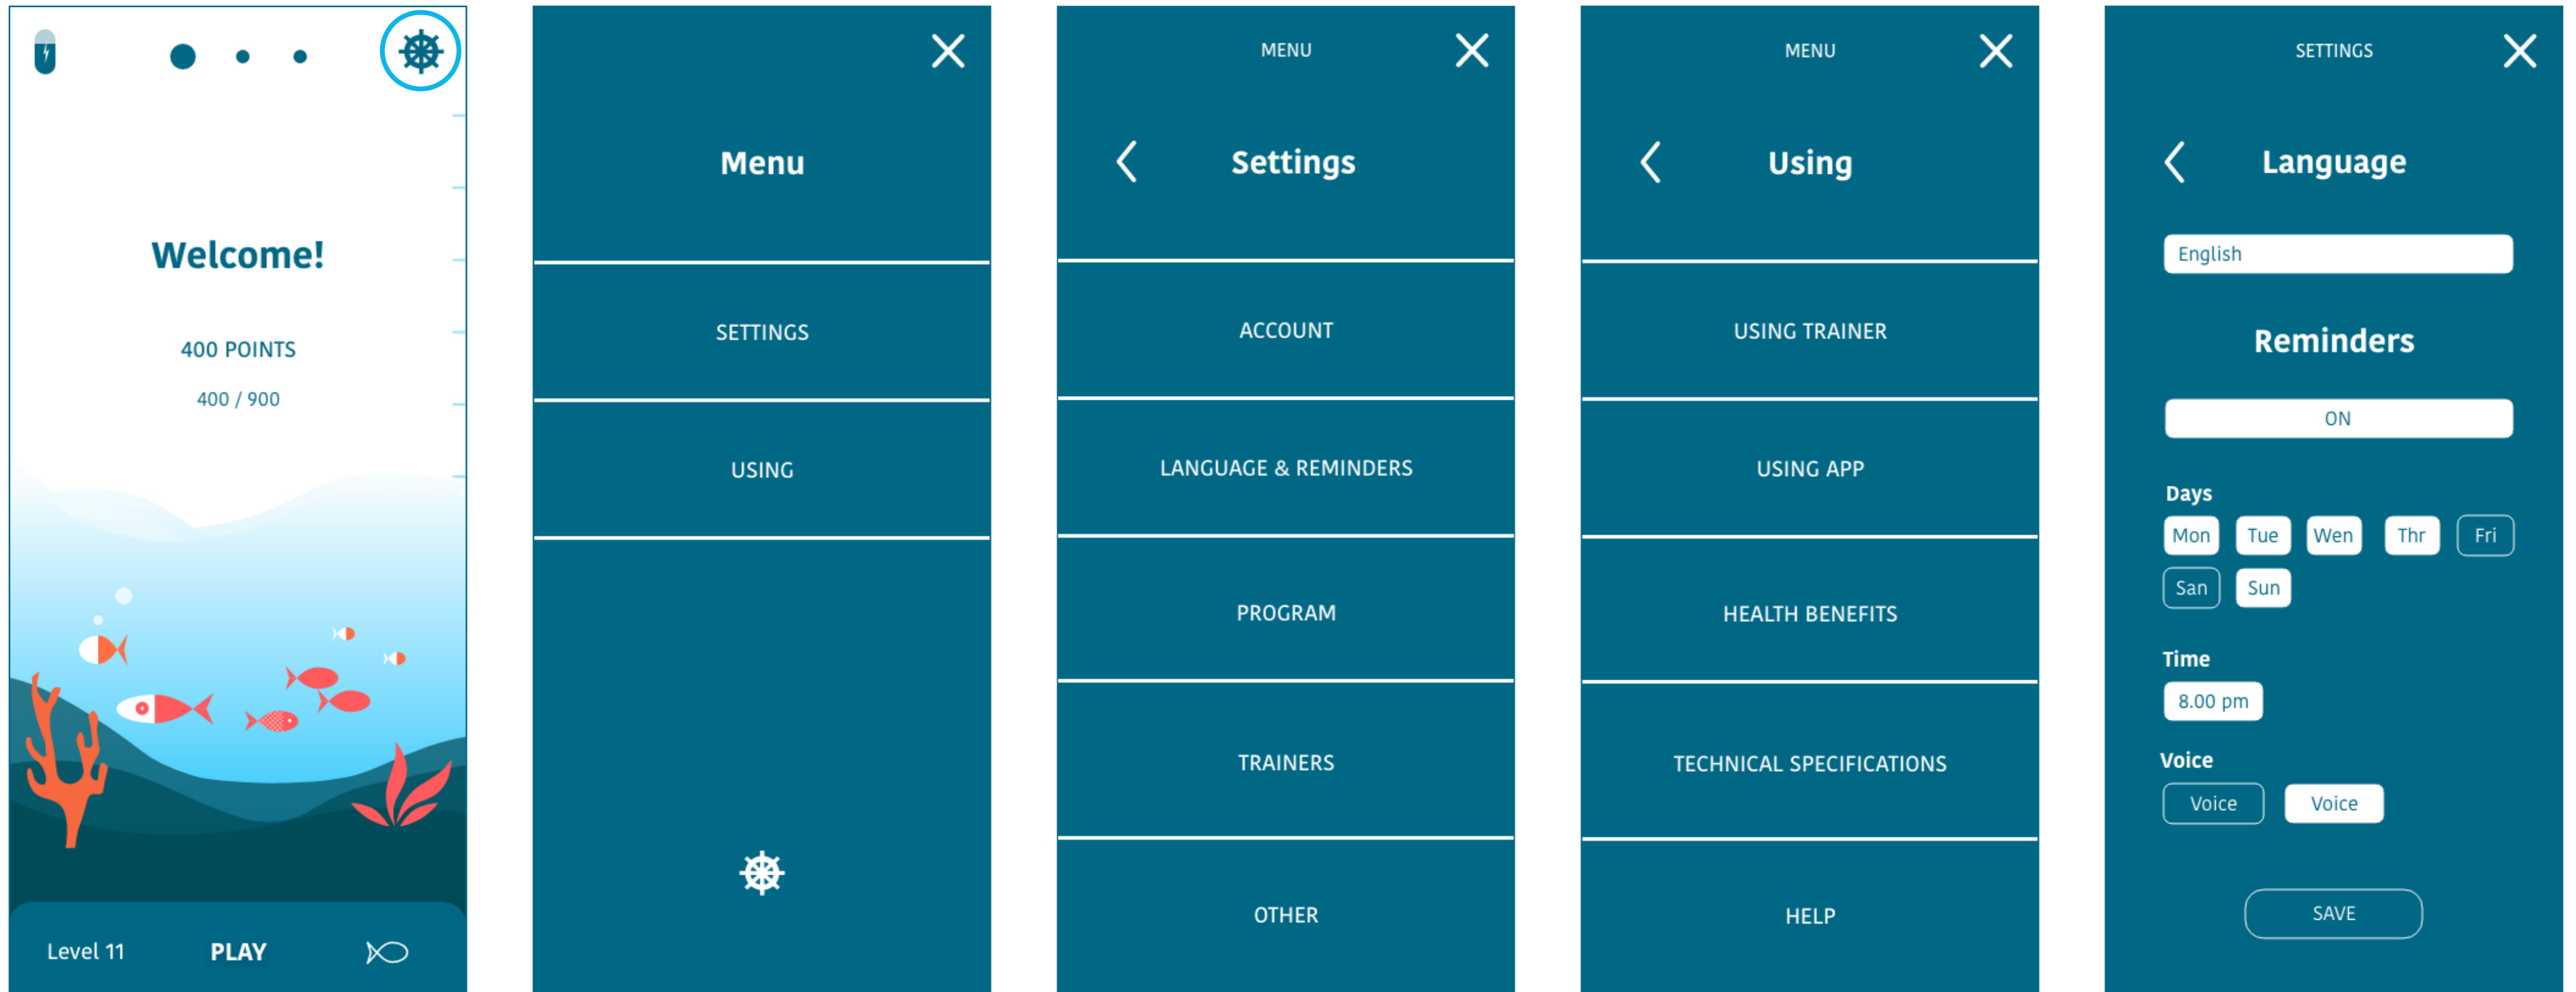 Welcome!
400 POINTS
400 / 900
Level 11
PLAY
Menu
SETTINGS
USING
MENU
Settings
ACCOUNT
LANGUAGE & REMINDERS
PROGRAM
TRAINERS
OTHER
MENU
Using
USING TRAINER
USING APP
HEALTH BENEFITS
TECHNICAL SPECIFICATIONS
HELP
SETTINGS
Language
English
Reminders
ON
Days
Mon Tue Wen Thr Fri
San Sun
Time
8.00 pm
Voice
Voice Voice
SAVE